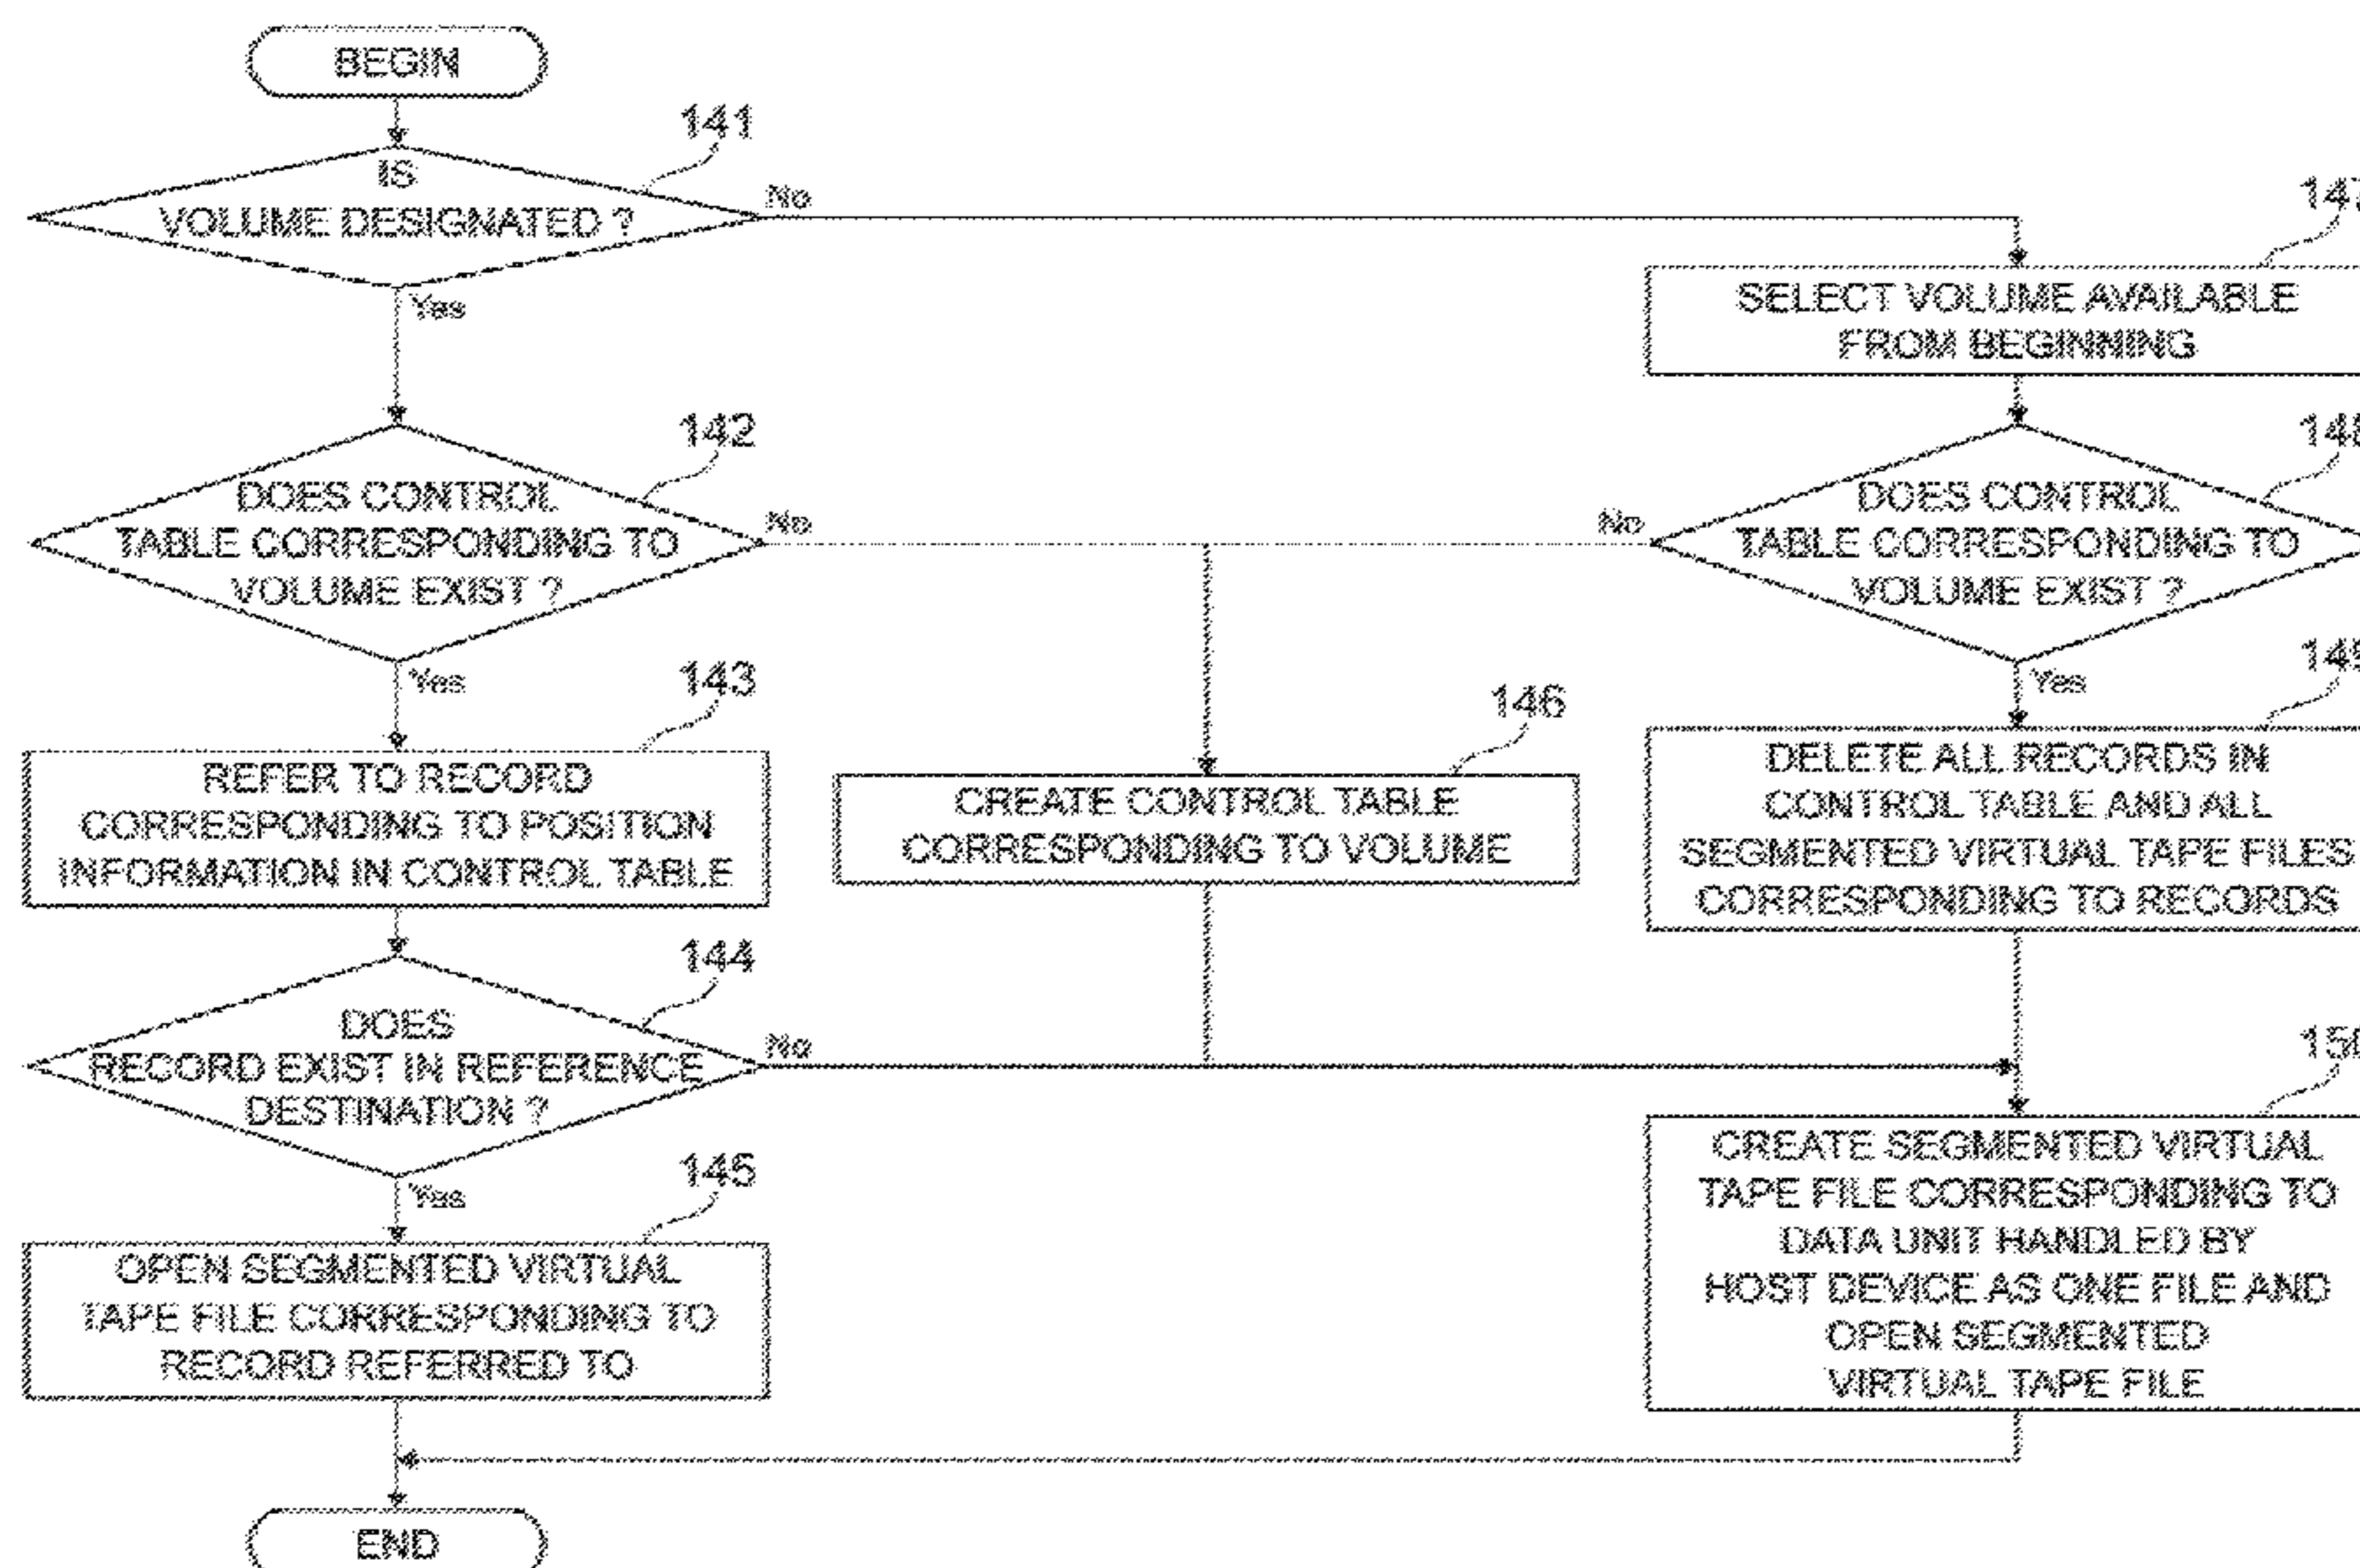 BEGIN
141
IS
VOLUME DESIGNATED ?
No
Yes
147
SELECT VOLUME AVAILABLE
FROM BEGINNING
142
DOES CONTROL
TABLE CORRESPONDING TO
VOLUME EXIST ?
No
Yes
148
DOES CONTROL
TABLE CORRESPONDING TO
VOLUME EXIST ?
No
Yes
143
REFER TO RECORD
CORRESPONDING TO POSITION
INFORMATION IN CONTROL TABLE
146
CREATE CONTROL TABLE
CORRESPONDING TO VOLUME
149
DELETE ALL RECORDS IN
CONTROL TABLE AND ALL
SEGMENTED VIRTUAL TAPE FILES
CORRESPONDING TO RECORDS
144
DOES
RECORD EXIST IN REFERENCE
DESTINATION ?
No
Yes
145
OPEN SEGMENTED VIRTUAL
TAPE FILE CORRESPONDING TO
RECORD REFERRED TO
150
CREATE SEGMENTED VIRTUAL
TAPE FILE CORRESPONDING TO
DATA UNIT HANDLED BY
HOST DEVICE AS ONE FILE AND
OPEN SEGMENTED
VIRTUAL TAPE FILE
END